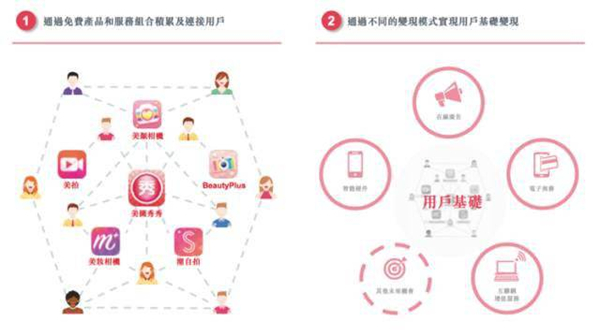 1 通過免費產品和服務組合積累及連接用戶
美顏相機
美拍
BeautyPlus
秀
美圖秀秀
美妝相機
潮自拍
2 通過不同的變現模式實現用戶基礎變現
在線廣告
智能硬件
電子商務
用戶基礎
其他未來機會
互聯網
增值服務